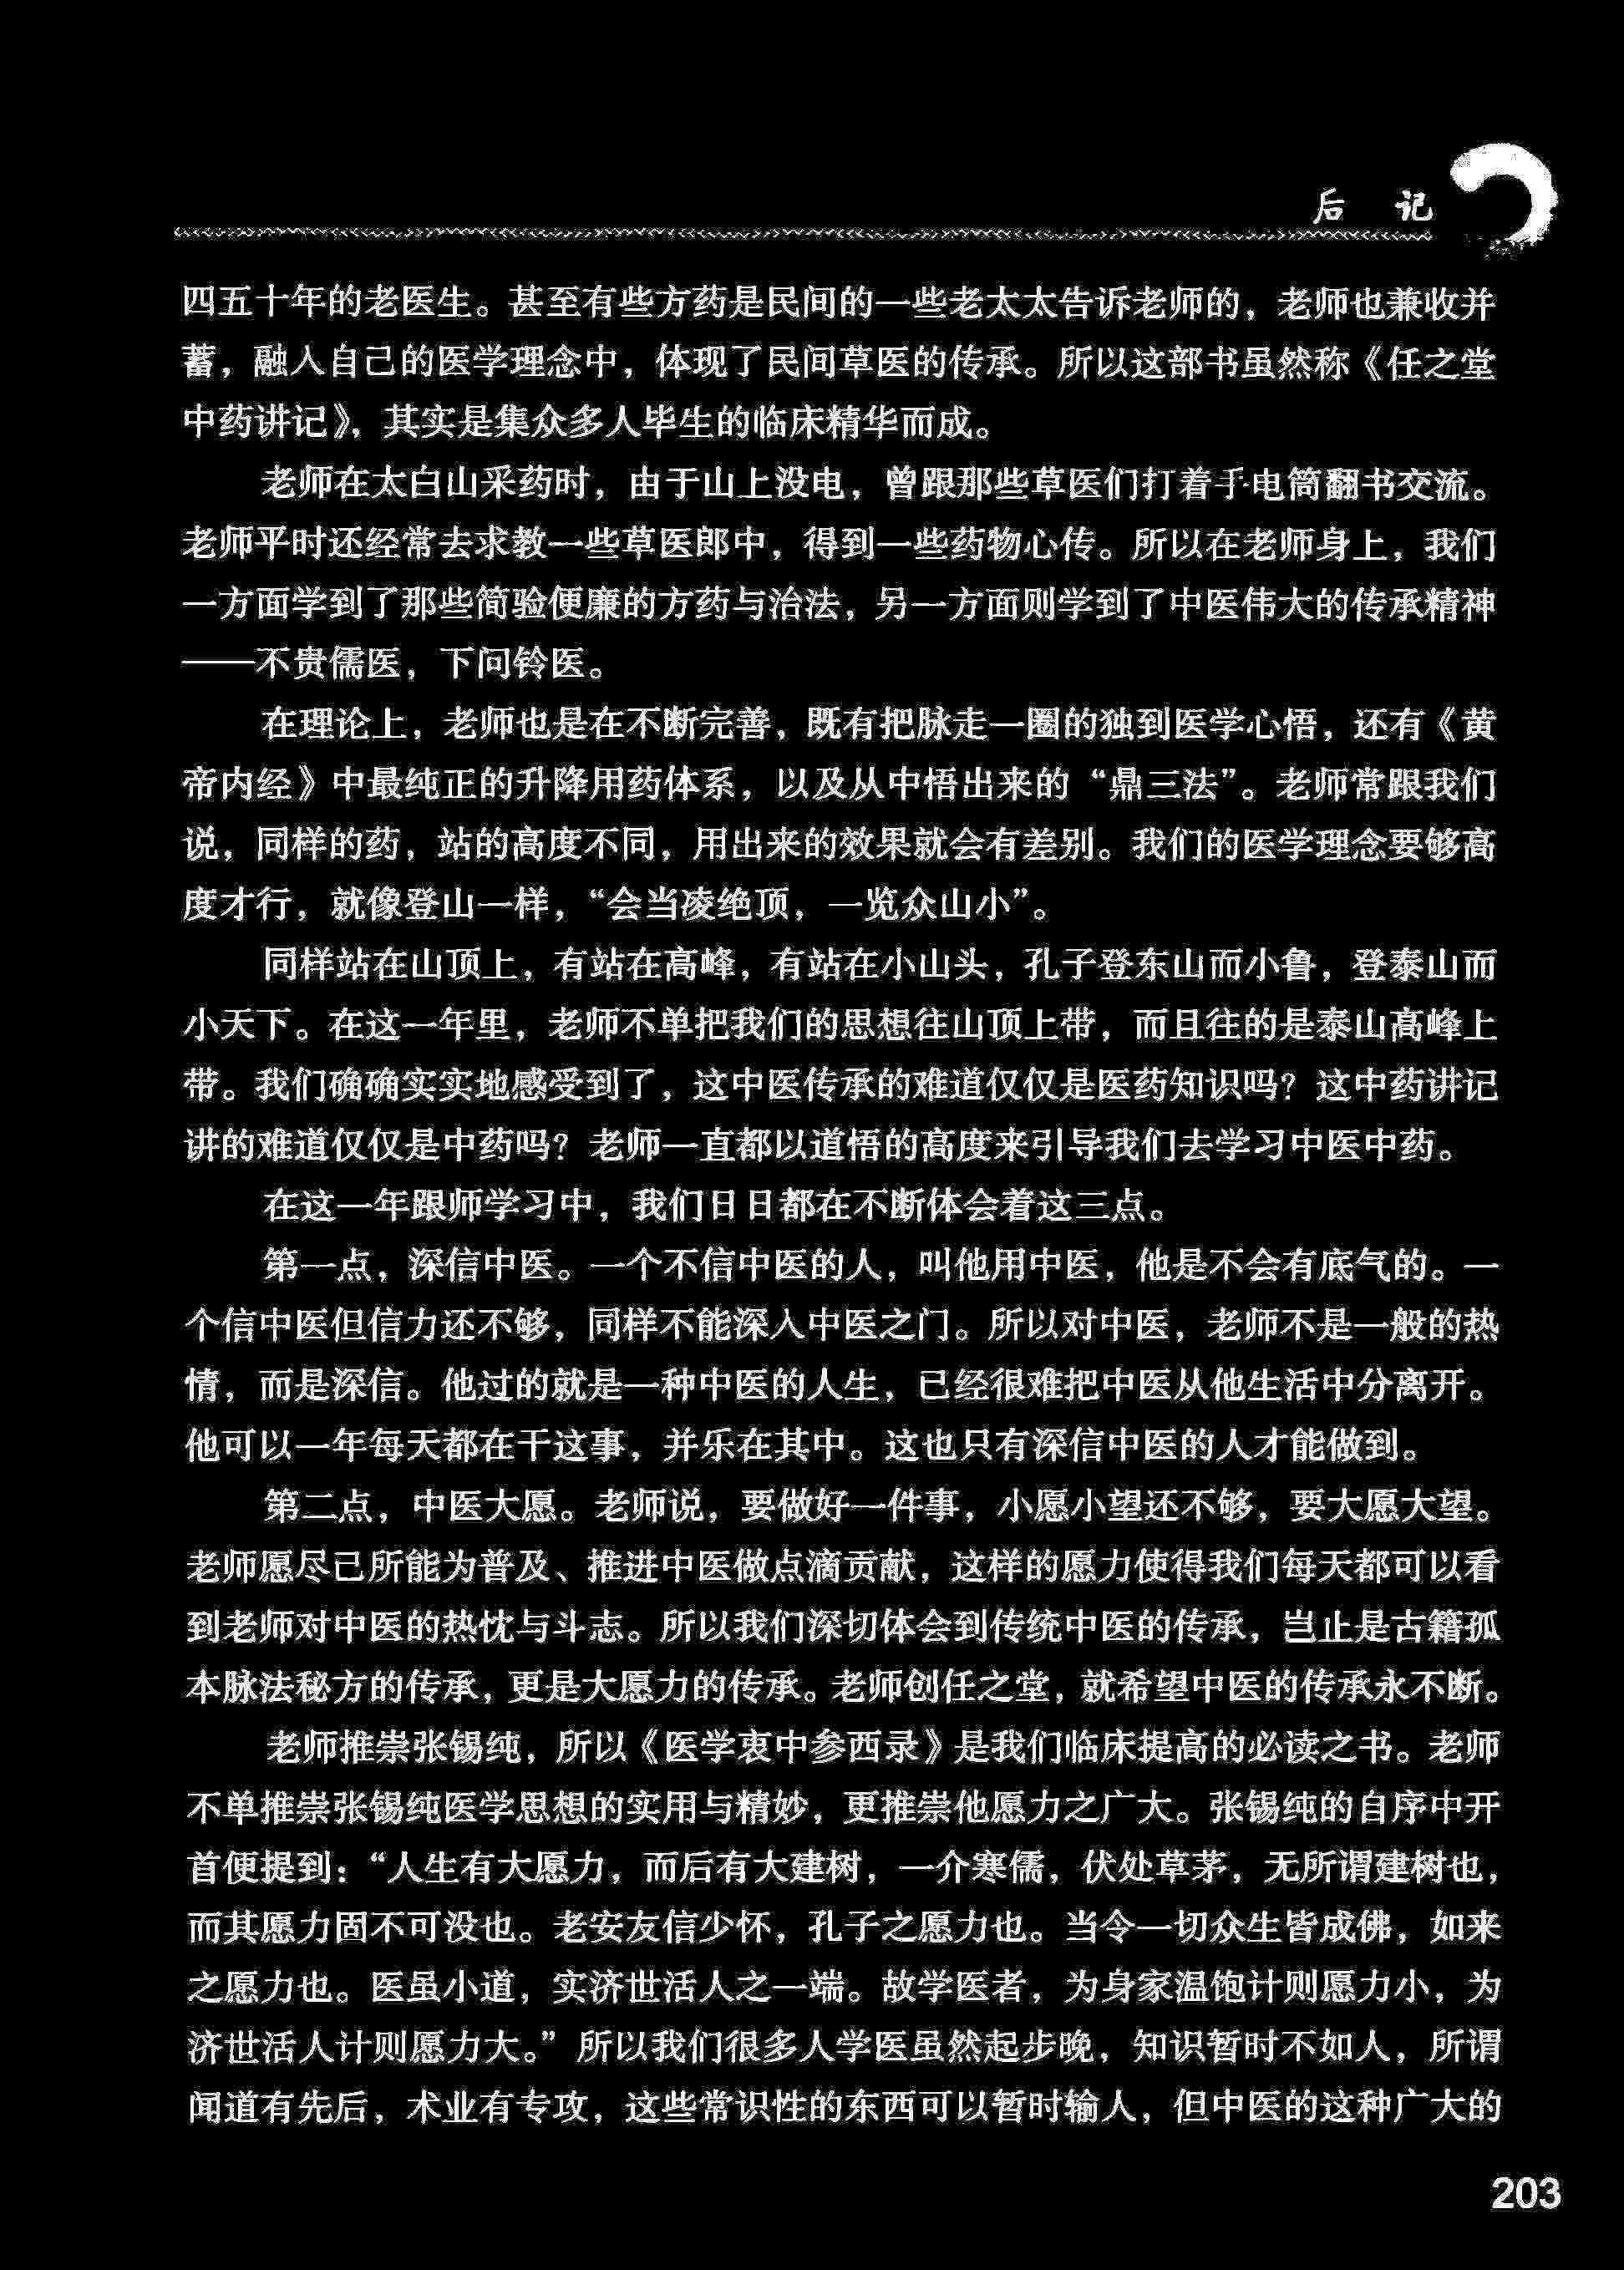 后 记
四五十年的老医生。甚至有些方药是民间的一些老太太告诉老师的，老师也兼收并
蓄，融入自己的医学理念中，体现了民间草医的传承。所以这部书虽然称《任之堂
中药讲记》，其实是集众多人毕生的临床精华而成。
老师在太白山采药时，由于山上没电，曾跟那些草医们打着手电筒翻书交流。
老师平时还经常去求教一些草医郎中，得到一些药物心传。所以在老师身上，我们
一方面学到了那些简验便廉的方药与治法，另一方面则学到了中医伟大的传承精神
——不贵儒医，下问铃医。
在理论上，老师也是在不断完善，既有把脉走一圈的独到医学心悟，还有《黄
帝内经》中最纯正的升降用药体系，以及从中悟出来的“鼎三法”。老师常跟我们
说，同样的药，站的高度不同，用出来的效果就会有差别。我们的医学理念要够高
度才行，就像登山一样，“会当凌绝顶，一览众山小”。
同样站在山顶上，有站在高峰，有站在小山头，孔子登东山而小鲁，登泰山而
小天下。在这一年里，老师不单把我们的思想往山顶上带，而且往的是泰山高峰上
带。我们确确实实地感受到了，这中医传承的难道仅仅是医药知识吗？这中药讲记
讲的难道仅仅是中药吗？老师一直都以道悟的高度来引导我们去学习中医中药。
在这一年跟师学习中，我们日日都在不断体会着这三点。
第一点，深信中医。一个不信中医的人，叫他用中医，他是不会有底气的。一
个信中医但信力还不够，同样不能深入中医之门。所以对中医，老师不是一般的热
情，而是深信。他过的就是一种中医的人生，已经很难把中医从他生活中分离开。
他可以一年每天都在干这事，并乐在其中。这也只有深信中医的人才能做到。
第二点，中医大愿。老师说，要做好一件事，小愿小望还不够，要大愿大望。
老师愿尽己所能为普及、推进中医做点滴贡献，这样的愿力使得我们每天都可以看
到老师对中医的热忱与斗志。所以我们深切体会到传统中医的传承，岂止是古籍孤
本脉法秘方的传承，更是大愿力的传承。老师创任之堂，就希望中医的传承永不断。
老师推崇张锡纯，所以《医学衷中参西录》是我们临床提高的必读之书。老师
不单推崇张锡纯医学思想的实用与精妙，更推崇他愿力之广大。张锡纯的自序中开
首便提到：“人生有大愿力，而后有大建树，一介寒儒，伏处草茅，无所谓建树也，
而其愿力固不可没也。老安友信少怀，孔子之愿力也。当令一切众生皆成佛，如来
之愿力也。医虽小道，实济世活人之一端。故学医者，为身家温饱计则愿力小，为
济世活人计则愿力大。”所以我们很多人学医虽然起步晚，知识暂时不如人，所谓
闻道有先后，术业有专攻，这些常识性的东西可以暂时输人，但中医的这种广大的
203